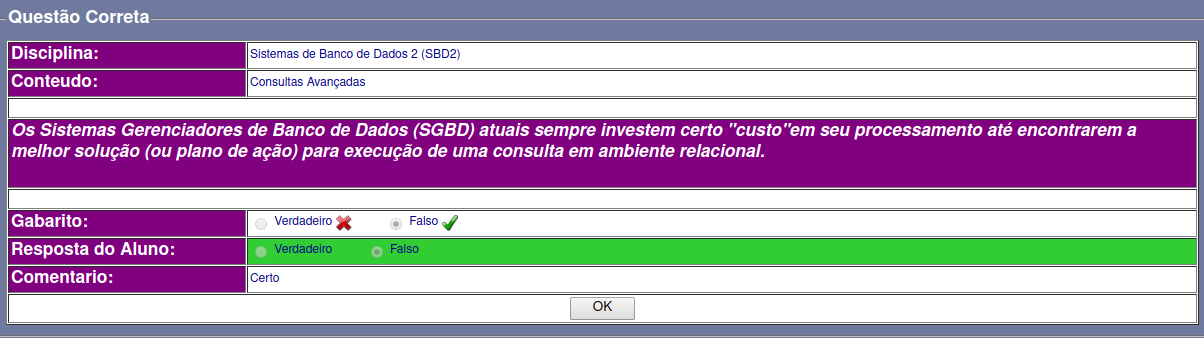 Questão Correta
Disciplina: Sistemas de Banco de Dados 2 (SBD2)
Conteudo: Consultas Avançadas
Os Sistemas Gerenciadores de Banco de Dados (SGBD) atuais sempre investem certo "custo"em seu processamento até encontrarem a
melhor solução (ou plano de ação) para execução de uma consulta em ambiente relacional.
Gabarito: Verdadeiro Falso
Resposta do Aluno: Verdadeiro Falso
Comentario: Certo
OK